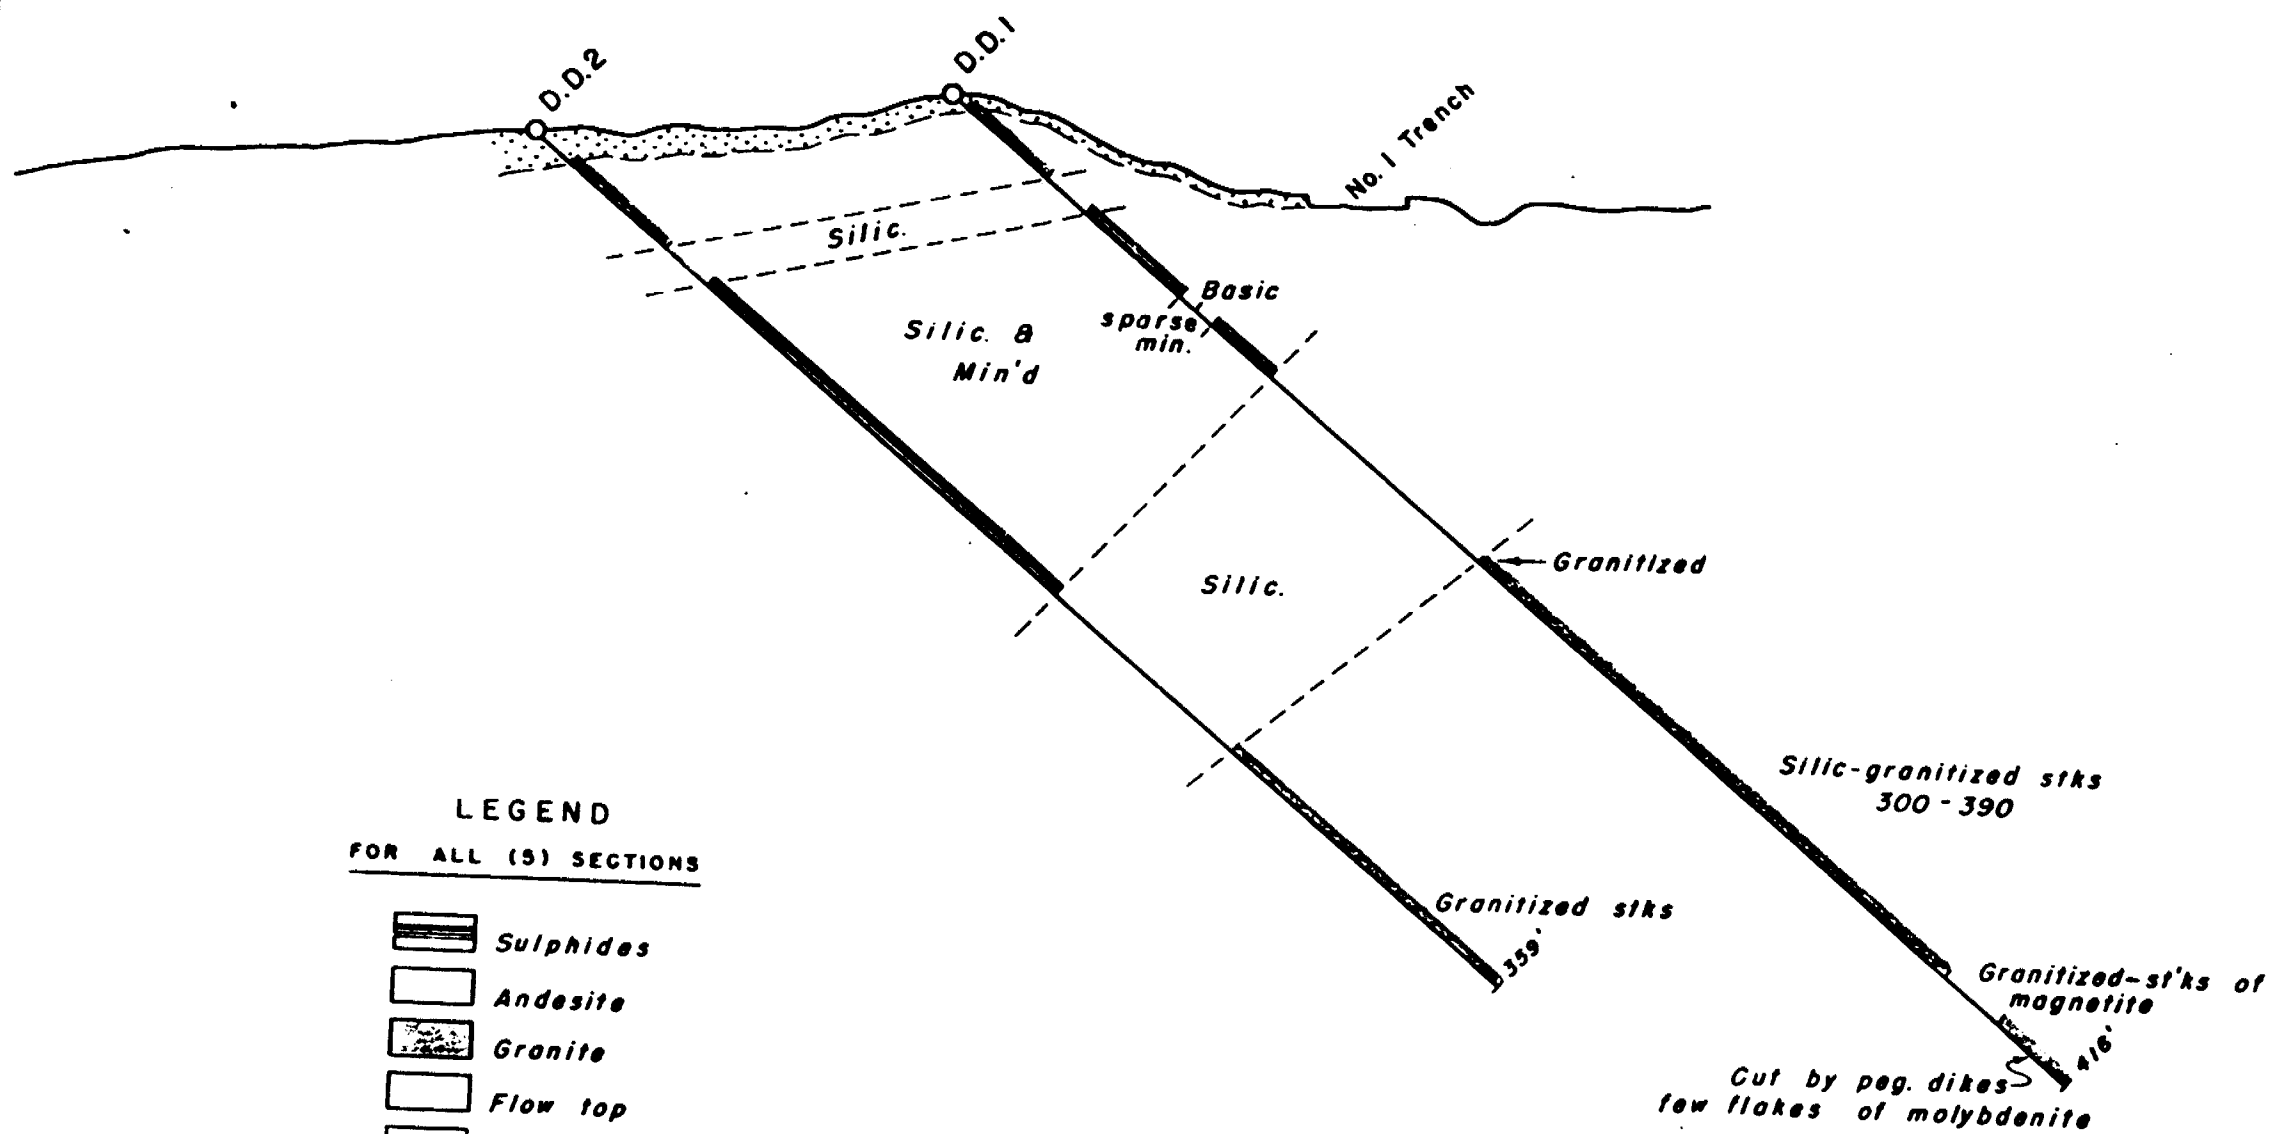 D.D.2
D.D.1
No. 1 Trench
Silic.
Basic
sparse
min.
Silic. &
Min'd
Granitized
Silic.
Silic-granitized stks
300 - 390
LEGEND
FOR ALL (5) SECTIONS
Granitized stks
359'
Sulphides
Andesite
Granite
Flow top
Granitized-st'ks of
magnetite
416'
Cut by peg. dikes
few flakes of molybdenite